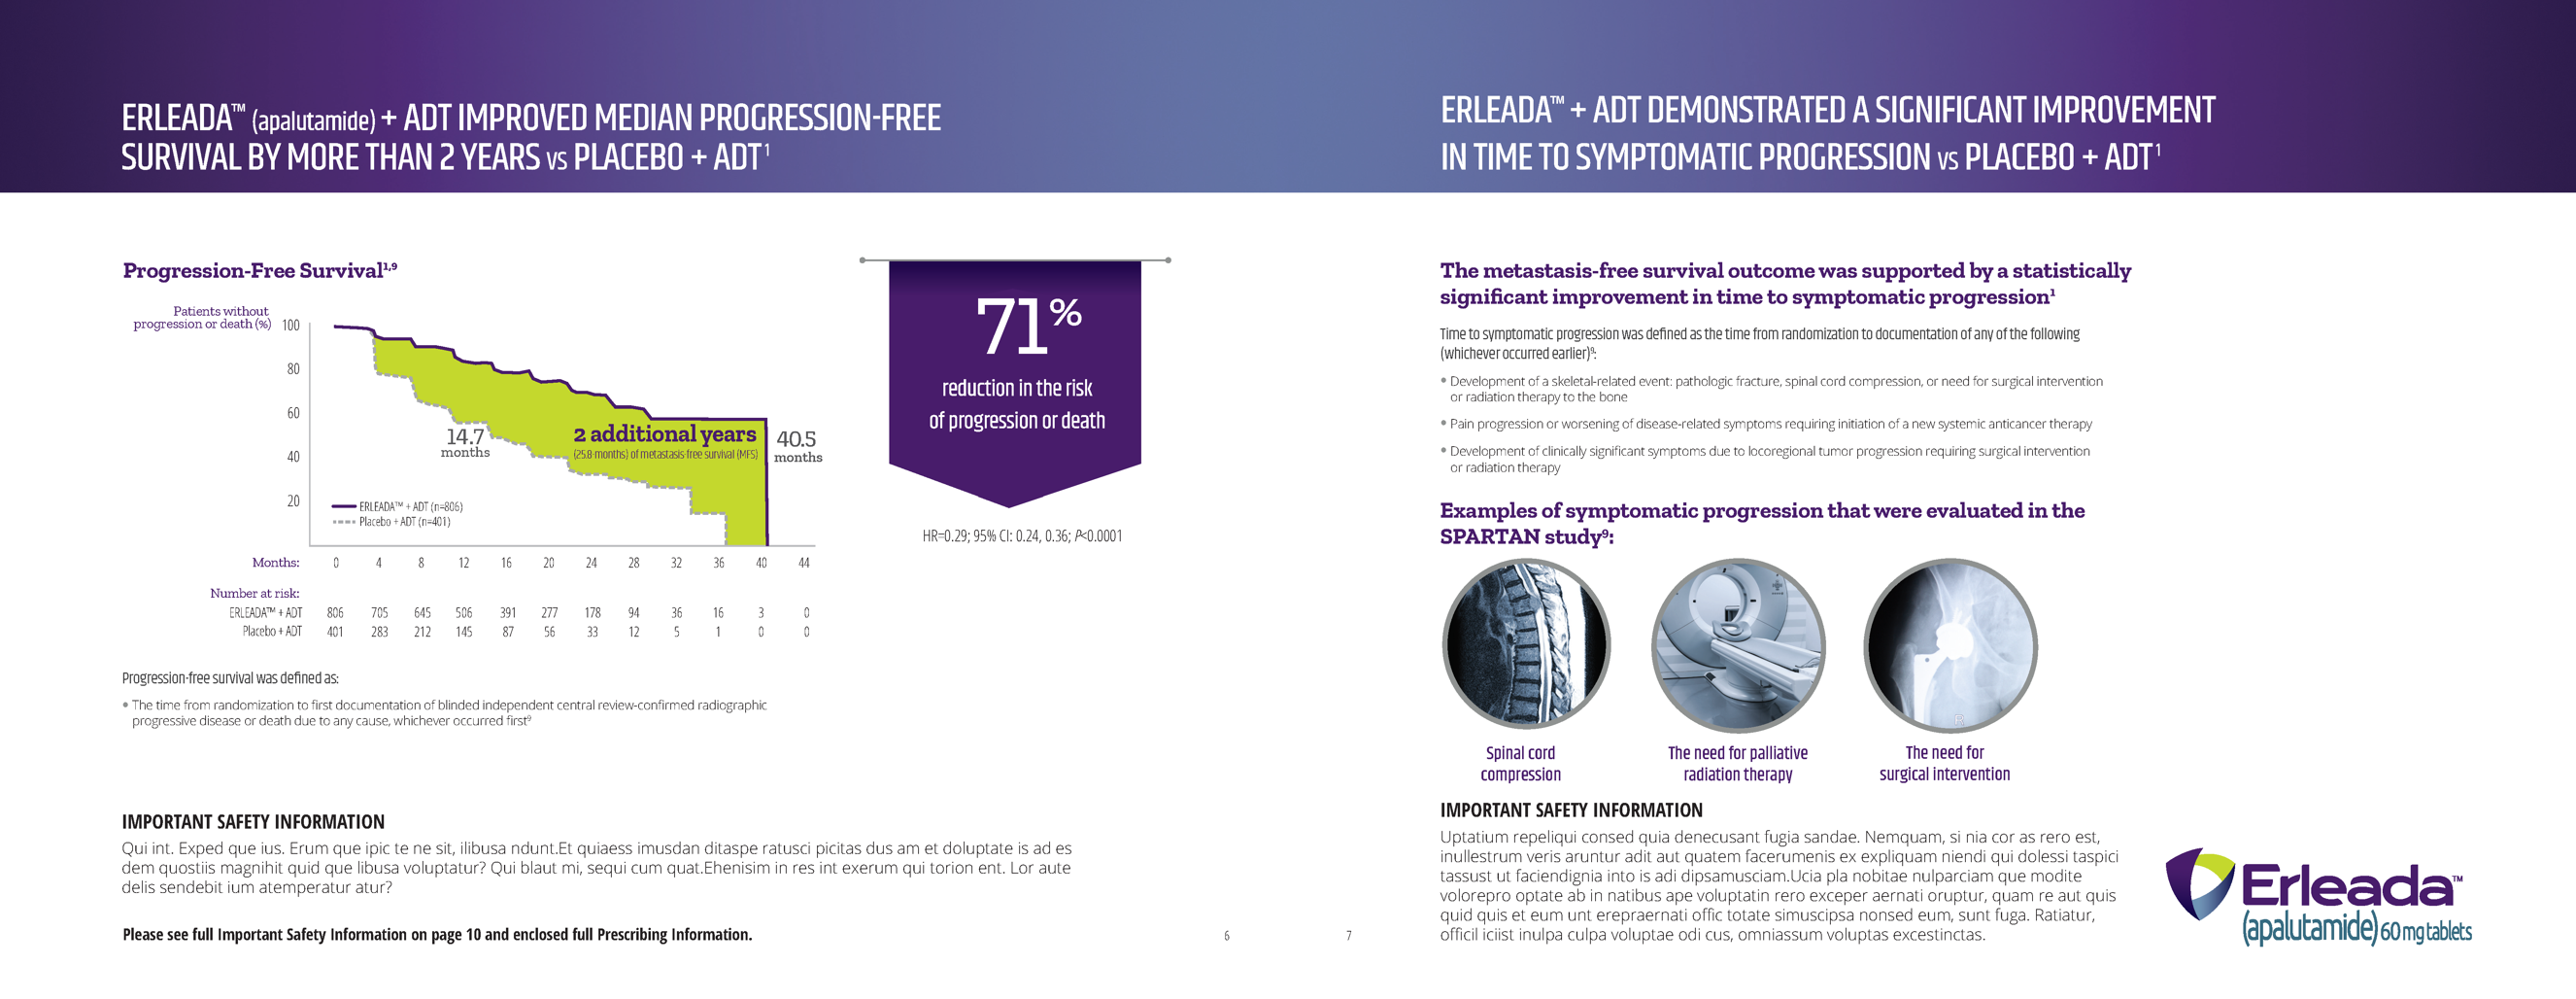 ERLEADA™ (apalutamide) + ADT IMPROVED MEDIAN PROGRESSION-FREE
SURVIVAL BY MORE THAN 2 YEARS vs PLACEBO + ADT¹
Progression-Free Survival¹,⁹
Patients without
progression or death (%)
100
80
60
40
20
14.7
months
2 additional years
(25.8 months) of metastasis-free survival (MFS)
40.5
months
ERLEADA™ + ADT (n=806)
Placebo + ADT (n=401)
Months: 0 4 8 12 16 20 24 28 32 36 40 44
Number at risk:
ERLEADA™ + ADT 806 705 645 506 391 277 178 94 36 16 3 0
Placebo + ADT 401 283 212 145 87 56 33 12 5 1 0 0
71%
reduction in the risk
of progression or death
HR=0.29; 95% CI: 0.24, 0.36; P<0.0001
Progression-free survival was defined as:
• The time from randomization to first documentation of blinded independent central review-confirmed radiographic
progressive disease or death due to any cause, whichever occurred first⁹
IMPORTANT SAFETY INFORMATION
Qui int. Exped que ius. Erum que ipic te ne sit, ilibusa ndunt.Et quiaess imusdan ditaspe ratusci picitas dus am et doluptate is ad es
dem quostiis magnihit quid que libusa voluptatur? Qui blaut mi, sequi cum quat.Ehenisim in res int exerum qui torion ent. Lor aute
delis sendebit ium atemperatur atur?
Please see full Important Safety Information on page 10 and enclosed full Prescribing Information.
6
ERLEADA™ + ADT DEMONSTRATED A SIGNIFICANT IMPROVEMENT
IN TIME TO SYMPTOMATIC PROGRESSION vs PLACEBO + ADT¹
The metastasis-free survival outcome was supported by a statistically
significant improvement in time to symptomatic progression¹
Time to symptomatic progression was defined as the time from randomization to documentation of any of the following
(whichever occurred earlier)⁹:
• Development of a skeletal-related event: pathologic fracture, spinal cord compression, or need for surgical intervention
or radiation therapy to the bone
• Pain progression or worsening of disease-related symptoms requiring initiation of a new systemic anticancer therapy
• Development of clinically significant symptoms due to locoregional tumor progression requiring surgical intervention
or radiation therapy
Examples of symptomatic progression that were evaluated in the
SPARTAN study⁹:
R
Spinal cord
compression
The need for palliative
radiation therapy
The need for
surgical intervention
IMPORTANT SAFETY INFORMATION
Uptatium repeliqui consed quia denecusant fugia sandae. Nemquam, si nia cor as rero est,
inullestrum veris aruntur adit aut quatem facerumenis ex expliquam niendi qui dolessi taspici
tassust ut faciendignia into is adi dipsamusciam.Ucia pla nobitae nulparciam que modite
volorepro optate ab in natibus ape voluptatin rero exceper aernati oruptur, quam re aut quis
quid quis et eum unt erepraernati offic totate simuscipsa nonsed eum, sunt fuga. Ratiatur,
officil iciist inulpa culpa voluptae odi cus, omniassum voluptas excestinctas.
7
Erleada™
(apalutamide) 60 mg tablets